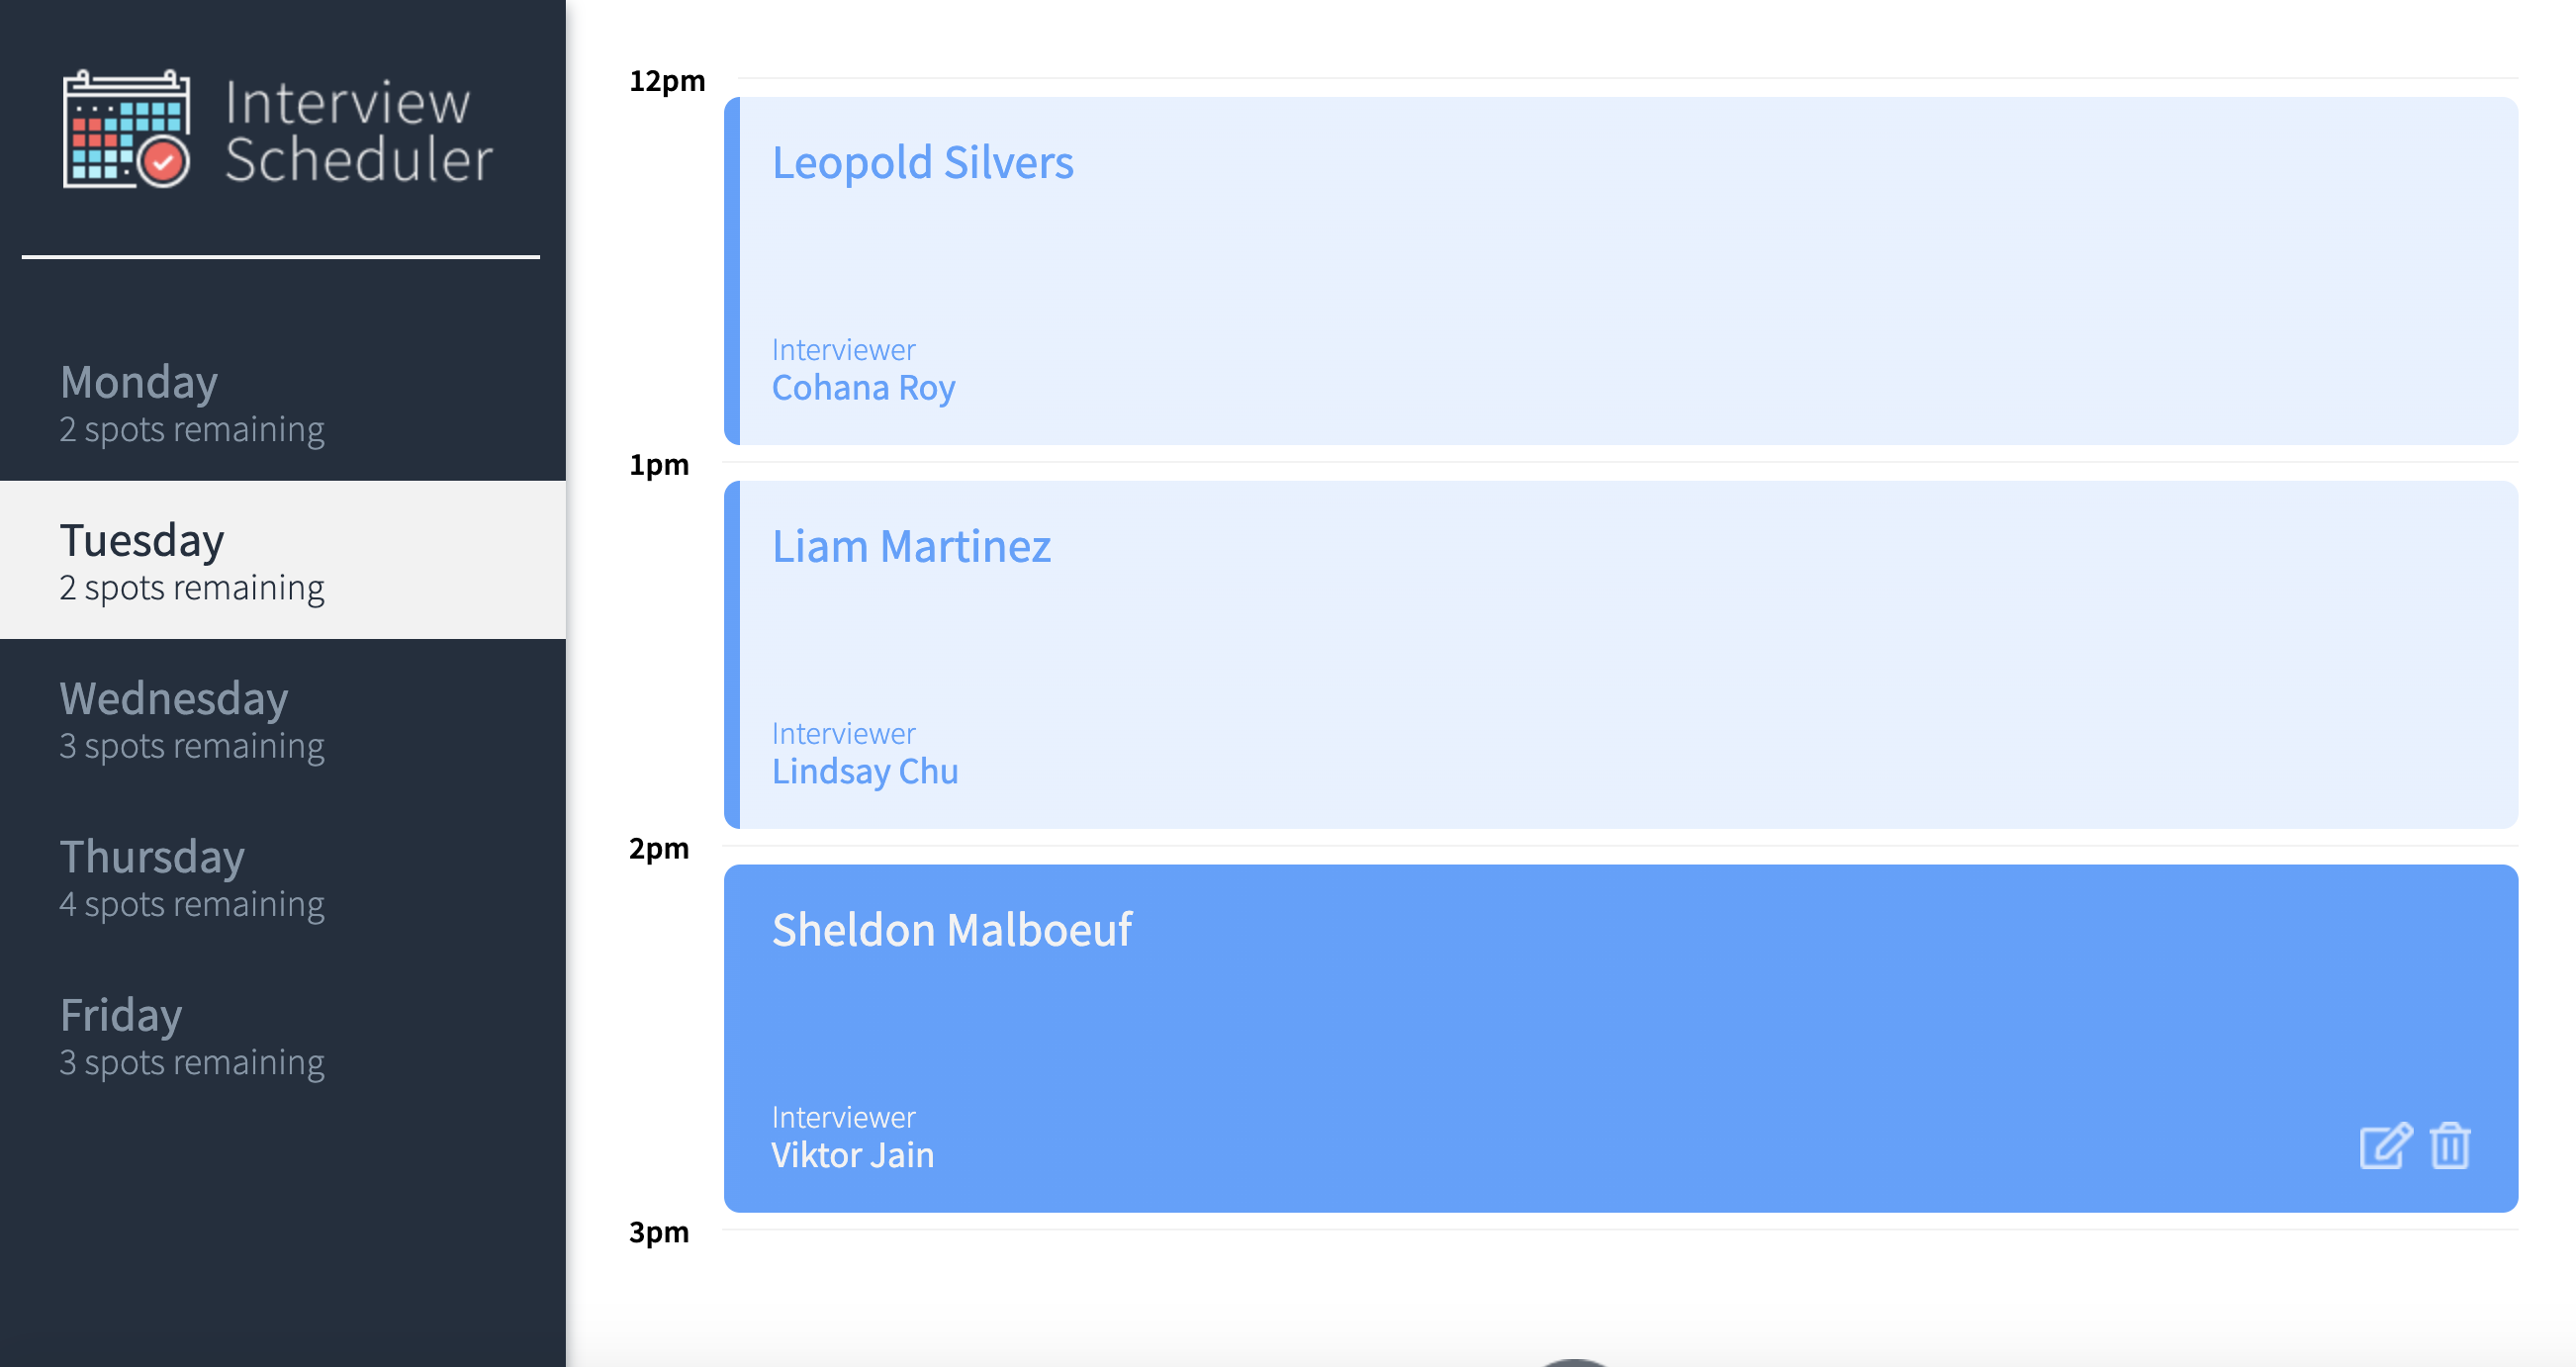 Interview
Scheduler
Monday
2 spots remaining
Tuesday
2 spots remaining
Wednesday
3 spots remaining
Thursday
4 spots remaining
Friday
3 spots remaining
12pm
Leopold Silvers
Interviewer
Cohana Roy
1pm
Liam Martinez
Interviewer
Lindsay Chu
2pm
Sheldon Malboeuf
Interviewer
Viktor Jain
3pm